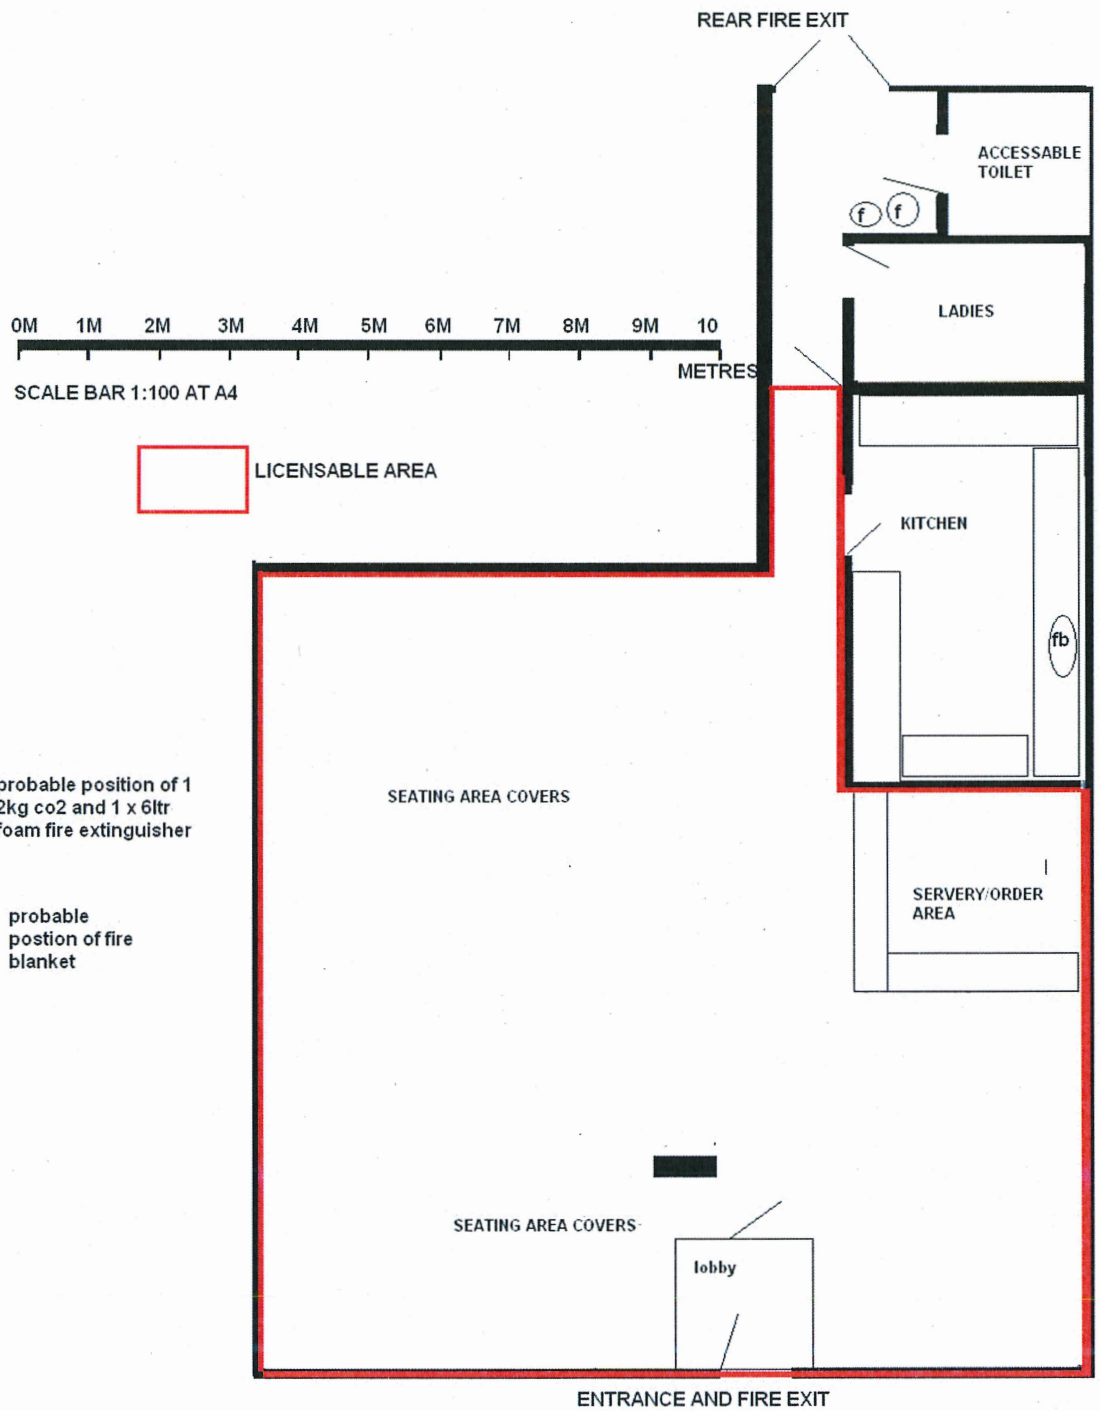 REAR FIRE EXIT
ACCESSABLE
TOILET
f f
LADIES
0M 1M 2M 3M 4M 5M 6M 7M 8M 9M 10
METRES
SCALE BAR 1:100 AT A4
LICENSABLE AREA
KITCHEN
fb
probable position of 1
2kg co2 and 1 x 6ltr
foam fire extinguisher
SEATING AREA COVERS
SERVERY/ORDER
AREA
probable
postion of fire
blanket
SEATING AREA COVERS
lobby
ENTRANCE AND FIRE EXIT